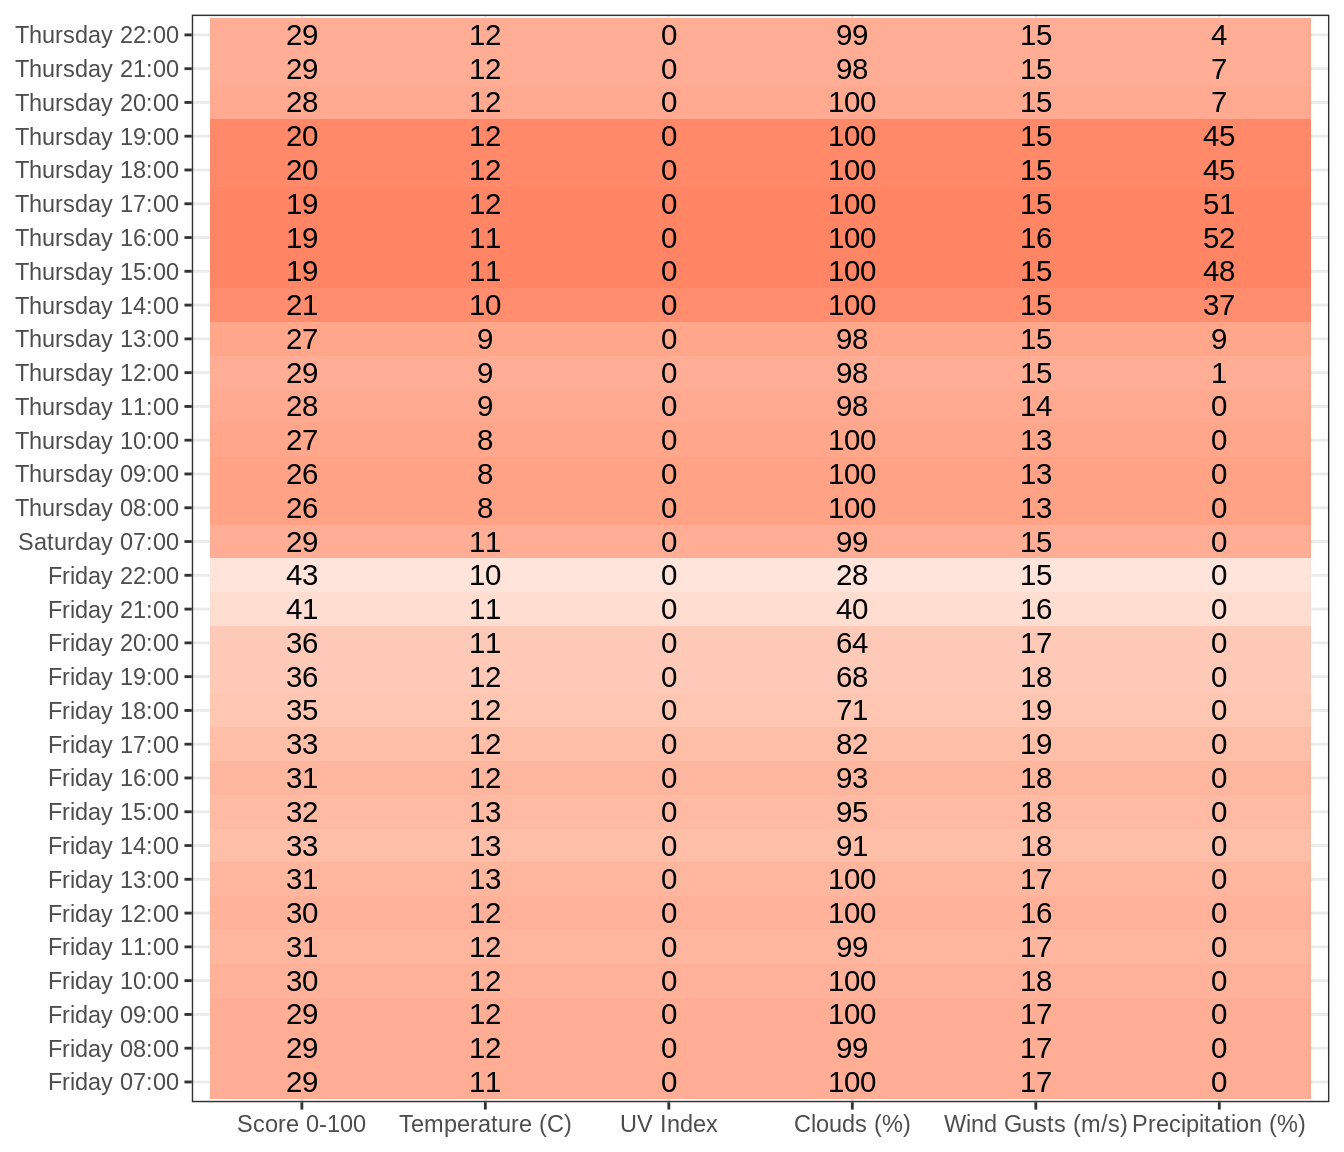 Thursday 22:00 29 12 0 99 15 4
Thursday 21:00 29 12 0 98 15 7
Thursday 20:00 28 12 0 100 15 7
Thursday 19:00 20 12 0 100 15 45
Thursday 18:00 20 12 0 100 15 45
Thursday 17:00 19 12 0 100 15 51
Thursday 16:00 19 11 0 100 16 52
Thursday 15:00 19 11 0 100 15 48
Thursday 14:00 21 10 0 100 15 37
Thursday 13:00 27 9 0 98 15 9
Thursday 12:00 29 9 0 98 15 1
Thursday 11:00 28 9 0 98 14 0
Thursday 10:00 27 8 0 100 13 0
Thursday 09:00 26 8 0 100 13 0
Thursday 08:00 26 8 0 100 13 0
Saturday 07:00 29 11 0 99 15 0
Friday 22:00 43 10 0 28 15 0
Friday 21:00 41 11 0 40 16 0
Friday 20:00 36 11 0 64 17 0
Friday 19:00 36 12 0 68 18 0
Friday 18:00 35 12 0 71 19 0
Friday 17:00 33 12 0 82 19 0
Friday 16:00 31 12 0 93 18 0
Friday 15:00 32 13 0 95 18 0
Friday 14:00 33 13 0 91 18 0
Friday 13:00 31 13 0 100 17 0
Friday 12:00 30 12 0 100 16 0
Friday 11:00 31 12 0 99 17 0
Friday 10:00 30 12 0 100 18 0
Friday 09:00 29 12 0 100 17 0
Friday 08:00 29 12 0 99 17 0
Friday 07:00 29 11 0 100 17 0
Score 0-100 Temperature (C) UV Index Clouds (%) Wind Gusts (m/s) Precipitation (%)